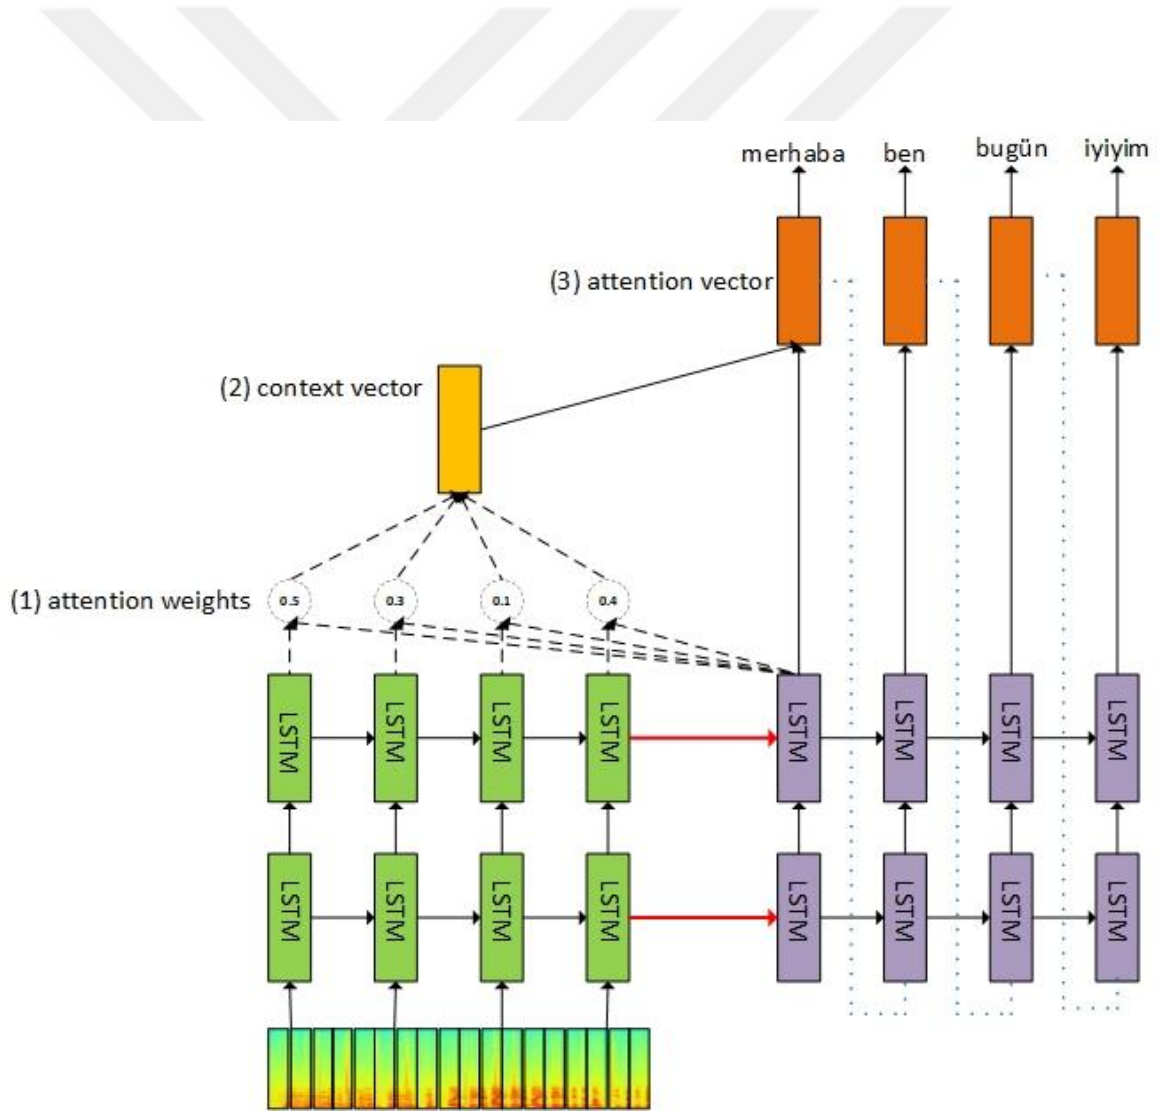 merhaba ben bugün iyiyim
(3) attention vector
(2) context vector
(1) attention weights 0.5 0.3 0.1 0.4
LSTM LSTM LSTM LSTM LSTM LSTM LSTM LSTM
LSTM LSTM LSTM LSTM LSTM LSTM LSTM LSTM